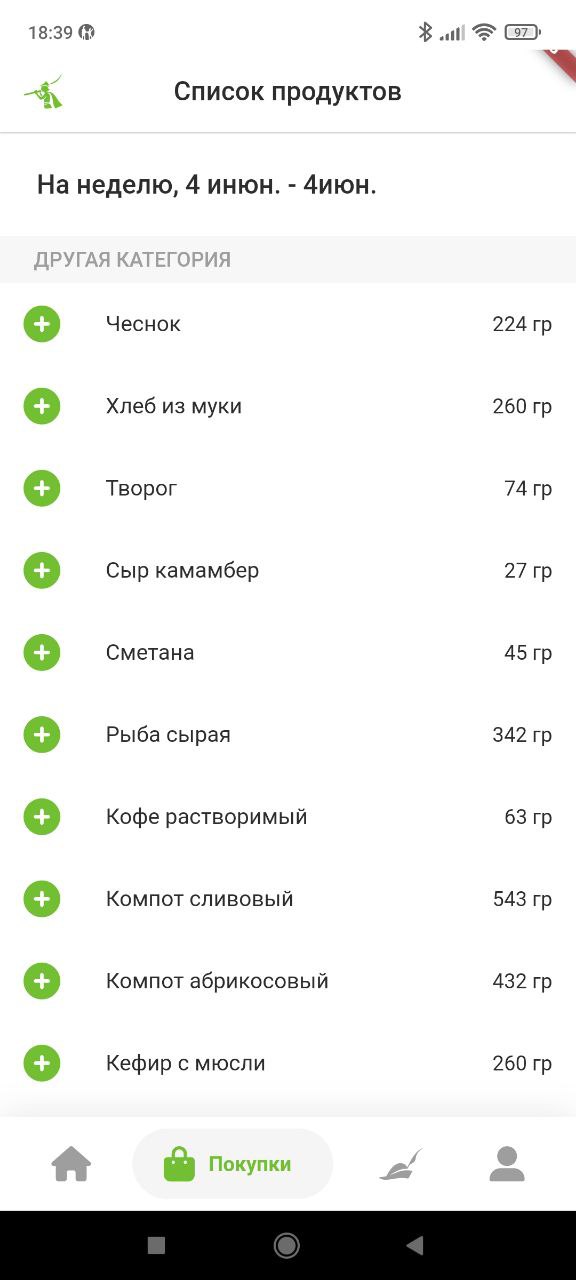 18:39
97
Список продуктов
На неделю, 4 инюн. - 4июн.
ДРУГАЯ КАТЕГОРИЯ
Чеснок 224 гр
Хлеб из муки 260 гр
Творог 74 гр
Сыр камамбер 27 гр
Сметана 45 гр
Рыба сырая 342 гр
Кофе растворимый 63 гр
Компот сливовый 543 гр
Компот абрикосовый 432 гр
Кефир с мюсли 260 гр
Покупки